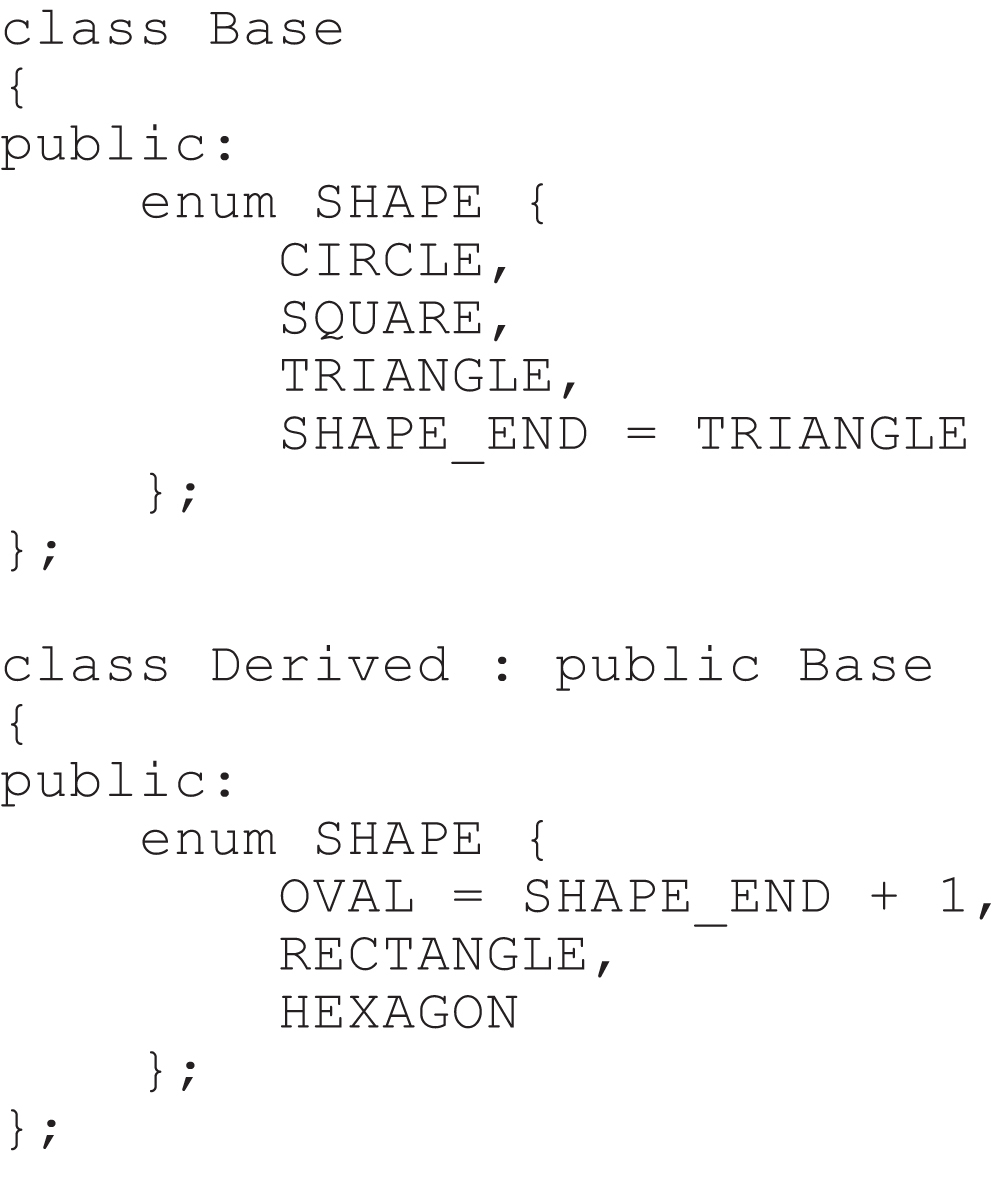 class Base
{
public:
     enum SHAPE {
          CIRCLE,
          SQUARE,
          TRIANGLE,
          SHAPE_END = TRIANGLE
     };
};

class Derived : public Base
{
public:
     enum SHAPE {
          OVAL = SHAPE_END + 1,
          RECTANGLE,
          HEXAGON
     };
};